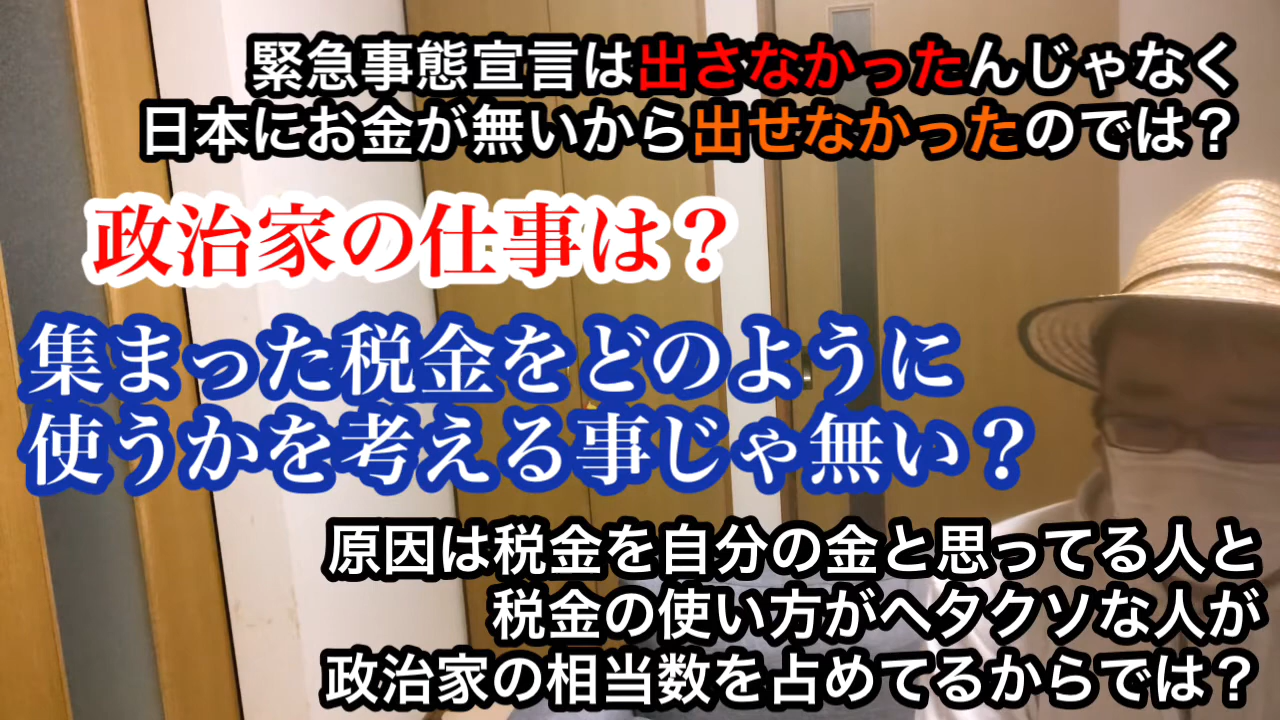 緊急事態宣言は出さなかったんじゃなく
日本にお金が無いから出せなかったのでは？
政治家の仕事は？
集まった税金をどのように
使うかを考える事じゃ無い？
原因は税金を自分の金と思ってる人と
税金の使い方がヘタクソな人が
政治家の相当数を占めてるからでは？